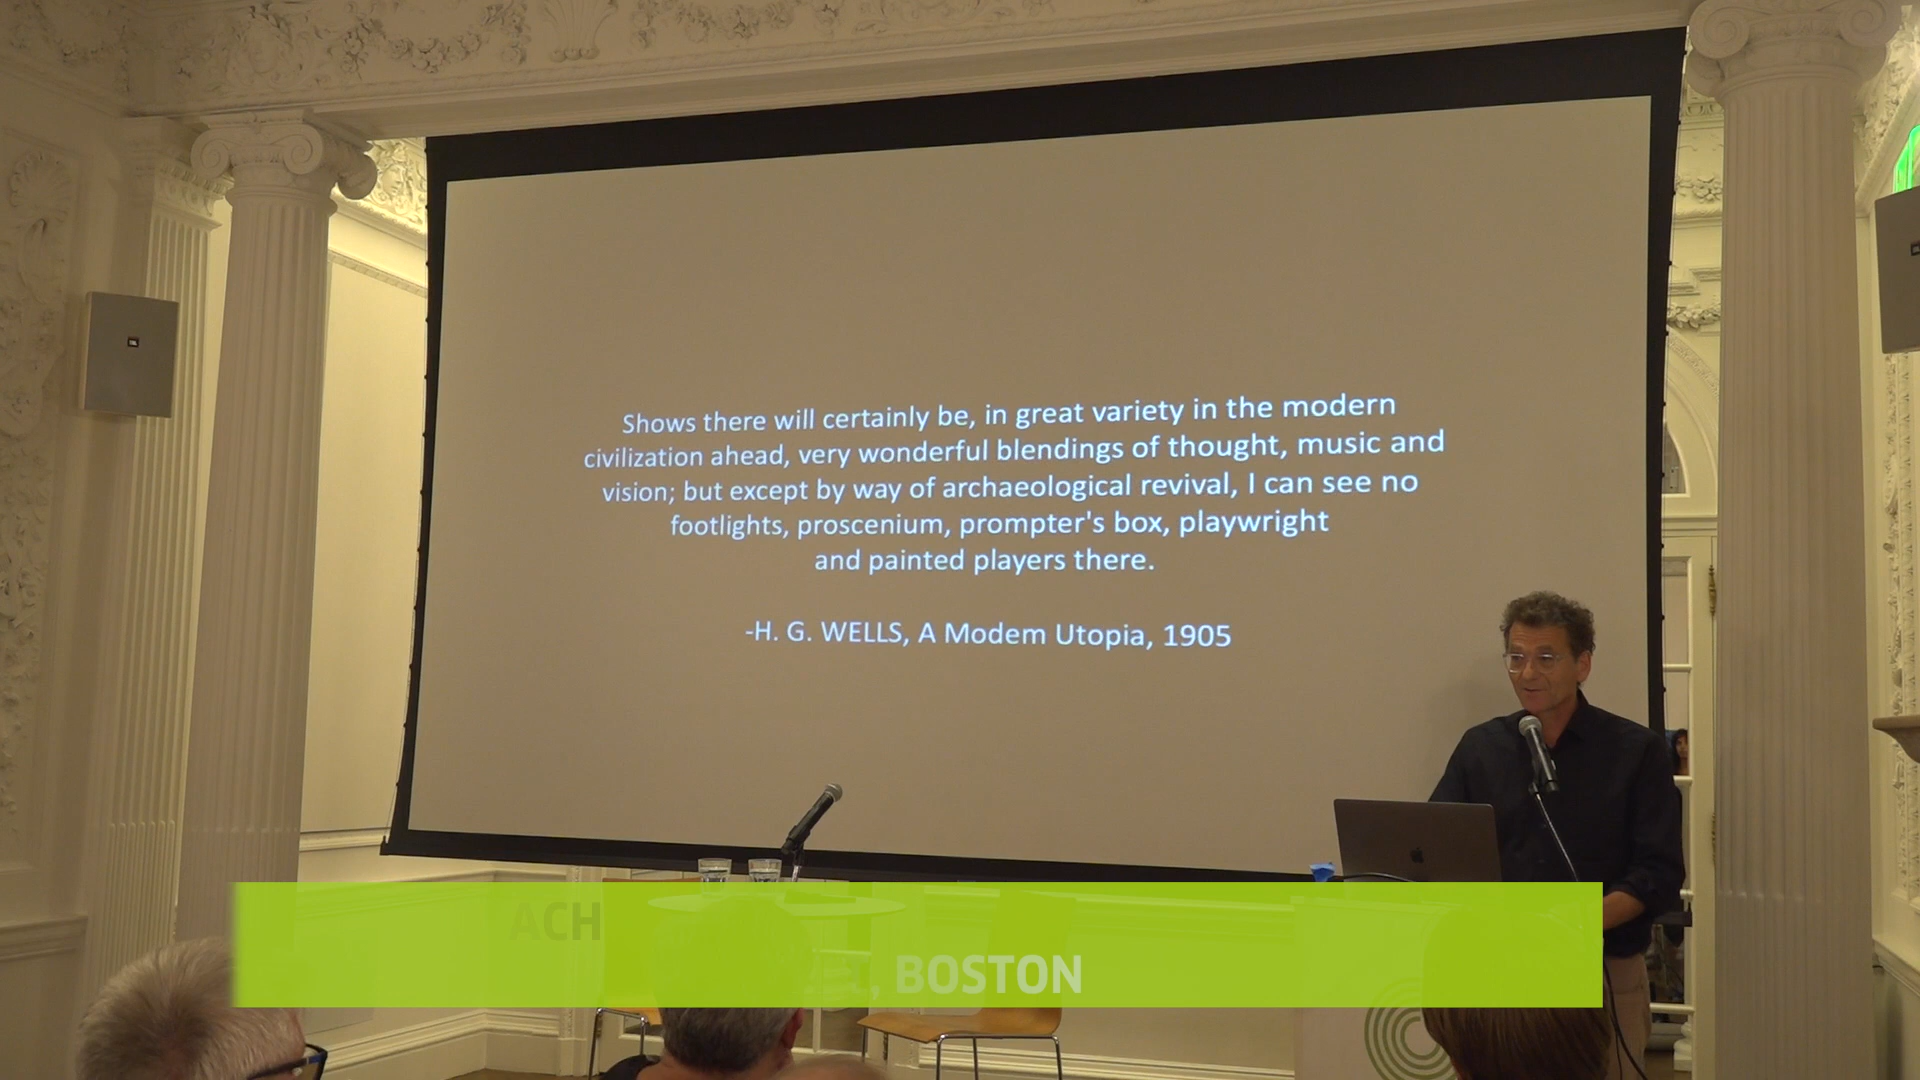 Shows there will certainly be, in great variety in the modern
civilization ahead, very wonderful blendings of thought, music and
vision; but except by way of archaeological revival, I can see no
footlights, proscenium, prompter's box, playwright
and painted players there.
-H. G. WELLS, A Modem Utopia, 1905
ACH
, BOSTON